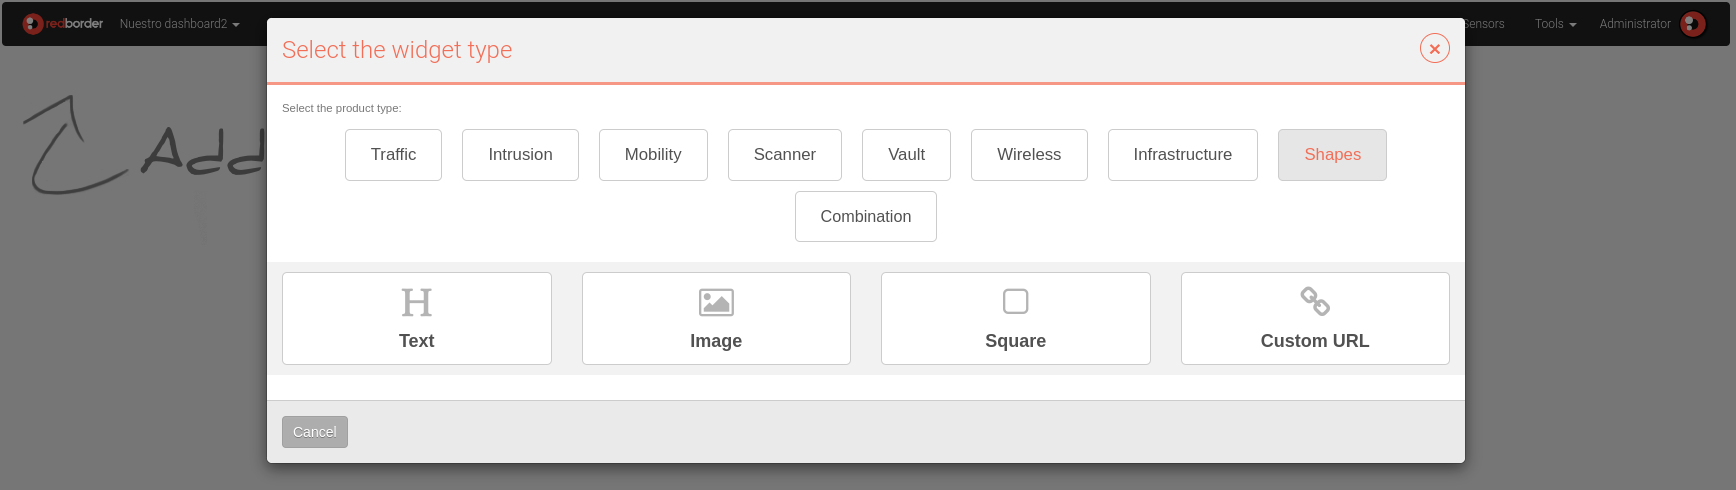 redborder Nuestro dashboard2 Sensors Tools Administrator
Select the widget type
Add
Select the product type:
Traffic Intrusion Mobility Scanner Vault Wireless Infrastructure Shapes
Combination
Text Image Square Custom URL
Cancel